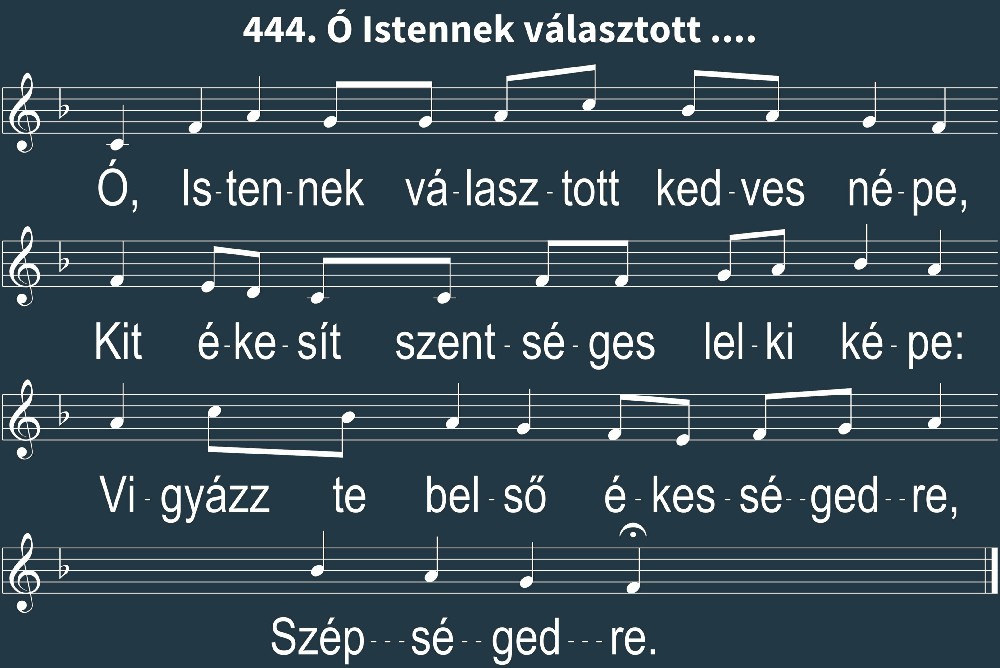 444. Ó Istennek választott ....
Ó, Is-ten-nek vá-lasz-tott ked-ves né-pe,
Kit é-ke-sít szent-sé-ges lel-ki ké-pe:
Vi-gyázz te bel-ső é-kes-sé--ged--re,
Szép---sé--ged---re.